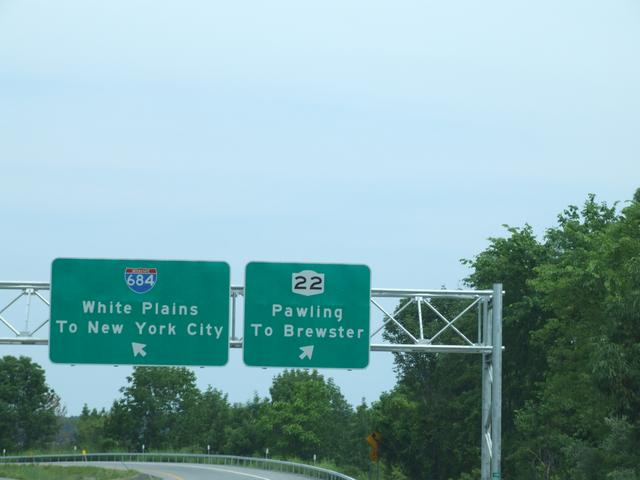 684
White Plains
To New York City
22
Pawling
To Brewster